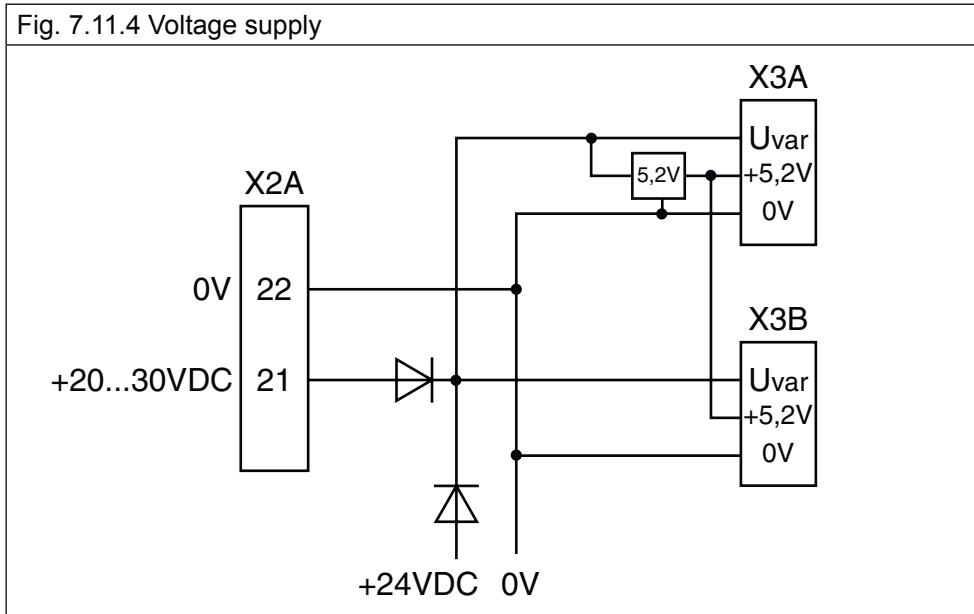 Fig. 7.11.4 Voltage supply
X3A
Uvar
5,2V
+5,2V
0V
X2A
0V
22
+20...30VDC
21
X3B
Uvar
+5,2V
0V
+24VDC
0V